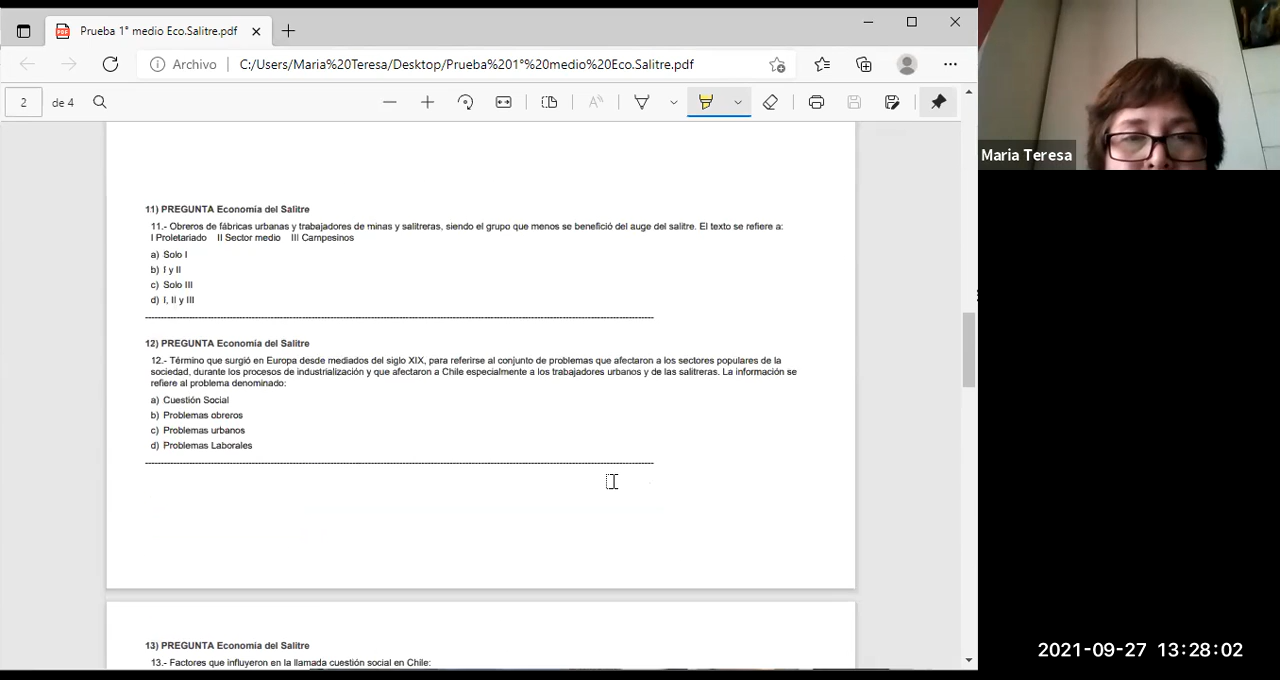 Prueba 1° medio Eco.Salitre.pdf
Archivo C:/Users/Maria%20Teresa/Desktop/Prueba%201°%20medio%20Eco.Salitre.pdf
2 de 4
Maria Teresa
11) PREGUNTA Economía del Salitre
11.- Obreros de fábricas urbanas y trabajadores de minas y salitreras, siendo el grupo que menos se benefició del auge del salitre. El texto se refiere a:
I Proletariado II Sector medio III Campesinos
a) Solo I
b) I y II
c) Solo III
d) I, II y III
12) PREGUNTA Economía del Salitre
12.- Término que surgió en Europa desde mediados del siglo XIX, para referirse al conjunto de problemas que afectaron a los sectores populares de la
sociedad, durante los procesos de industrialización y que afectaron a Chile especialmente a los trabajadores urbanos y de las salitreras. La información se
refiere al problema denominado:
a) Cuestión Social
b) Problemas obreros
c) Problemas urbanos
d) Problemas Laborales
13) PREGUNTA Economía del Salitre
13.- Factores que influyeron en la llamada cuestión social en Chile:
2021-09-27 13:28:02